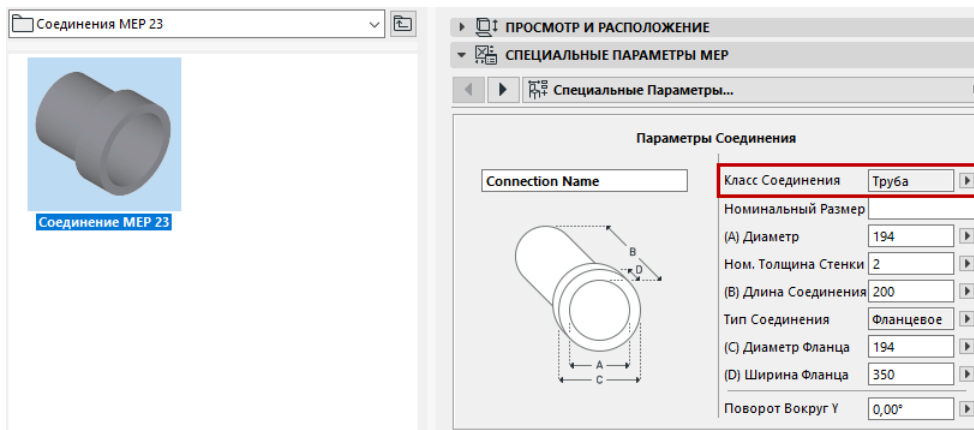 Соединения MEP 23
Соединение MEP 23
ПРОСМОТР И РАСПОЛОЖЕНИЕ
СПЕЦИАЛЬНЫЕ ПАРАМЕТРЫ MEP
Специальные Параметры...
Параметры Соединения
Connection Name
Класс Соединения Труба
Номинальный Размер
(A) Диаметр 194
Ном. Толщина Стенки 2
(B) Длина Соединения 200
Тип Соединения Фланцевое
(C) Диаметр Фланца 194
(D) Ширина Фланца 350
Поворот Вокруг Y 0,00°
B
D
A
C